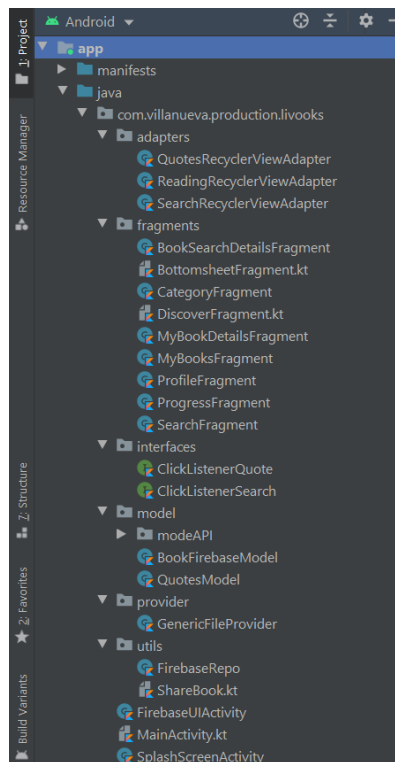 Android
app
manifests
java
com.villanueva.production.livooks
adapters
QuotesRecyclerViewAdapter
ReadingRecyclerViewAdapter
SearchRecyclerViewAdapter
fragments
BookSearchDetailsFragment
BottomsheetFragment.kt
CategoryFragment
DiscoverFragment.kt
MyBookDetailsFragment
MyBooksFragment
ProfileFragment
ProgressFragment
SearchFragment
interfaces
ClickListenerQuote
ClickListenerSearch
model
modeAPI
BookFirebaseModel
QuotesModel
provider
GenericFileProvider
utils
FirebaseRepo
ShareBook.kt
FirebaseUIActivity
MainActivity.kt
SplashScreenActivity
1: Project
Resource Manager
7: Structure
2: Favorites
Build Variants